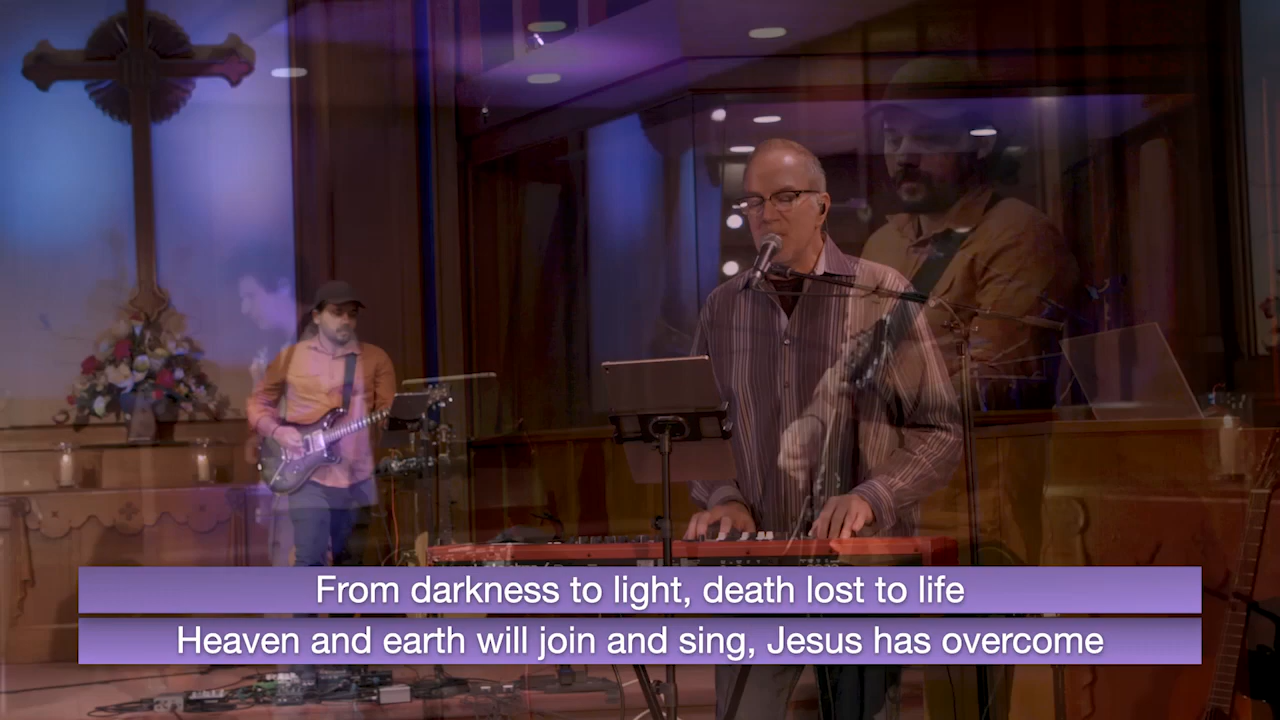 From darkness to light, death lost to life
Heaven and earth will join and sing, Jesus has overcome